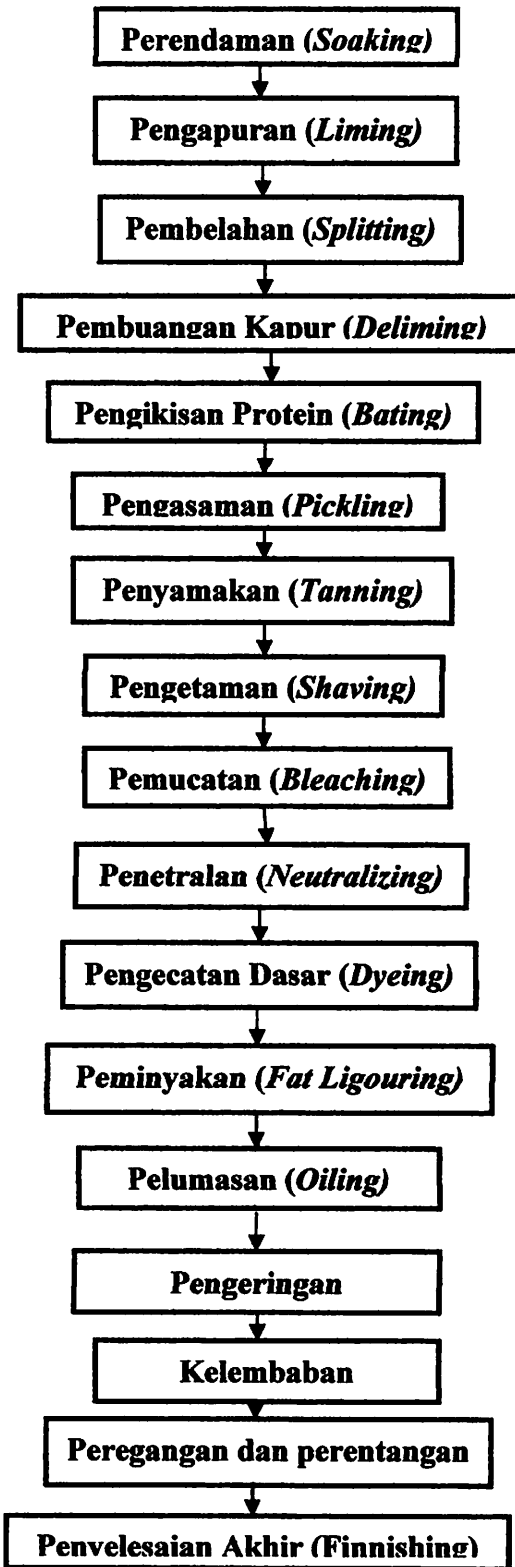 Perendaman (Soaking)
Pengapuran (Liming)
Pembelahan (Splitting)
Pembuangan Kapur (Deliming)
Pengikisan Protein (Bating)
Pengasaman (Pickling)
Penyamakan (Tanning)
Pengetaman (Shaving)
Pemucatan (Bleaching)
Penetralan (Neutralizing)
Pengecatan Dasar (Dyeing)
Peminyakan (Fat Ligouring)
Pelumasan (Oiling)
Pengeringan
Kelembaban
Peregangan dan perentangan
Penyelesaian Akhir (Finnishing)